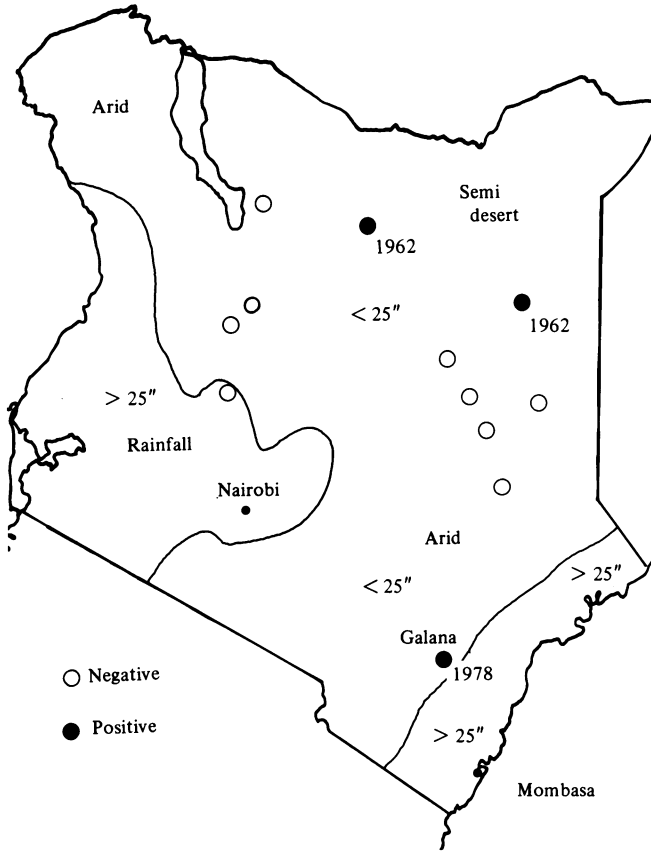 Arid
Semi
desert
1962
< 25"
1962
> 25"
Rainfall
Nairobi
Arid
> 25"
< 25"
Galana
1978
Negative
Positive
> 25"
Mombasa